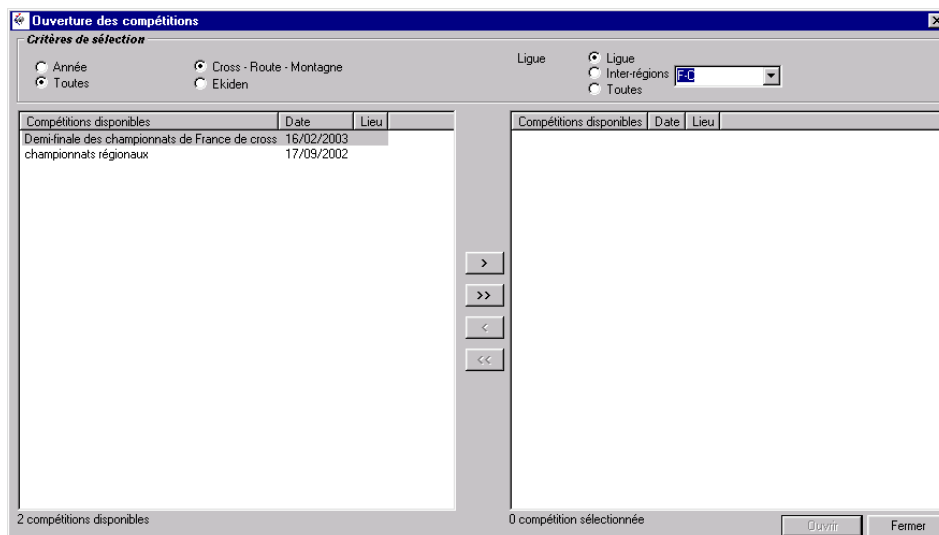 Ouverture des compétitions
Critères de sélection
Année
Toutes
Cross - Route - Montagne
Ekiden
Ligue
Ligue
Inter-régions
Toutes
F-C
Compétitions disponibles Date Lieu
Demi-finale des championnats de France de cross 16/02/2003
championnats régionaux 17/09/2002
2 compétitions disponibles
>
>>
<
<<
Compétitions disponibles Date Lieu
0 compétition sélectionnée
Ouvrir
Fermer